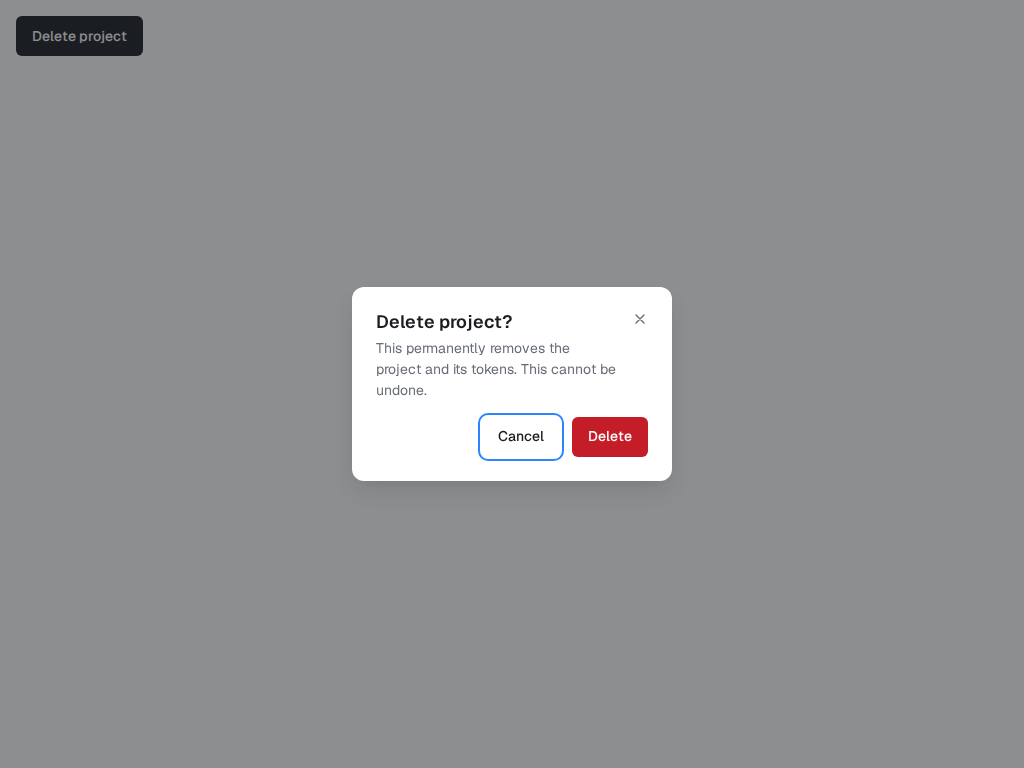 Delete project
Delete project?
This permanently removes the
project and its tokens. This cannot be
undone.
Cancel
Delete